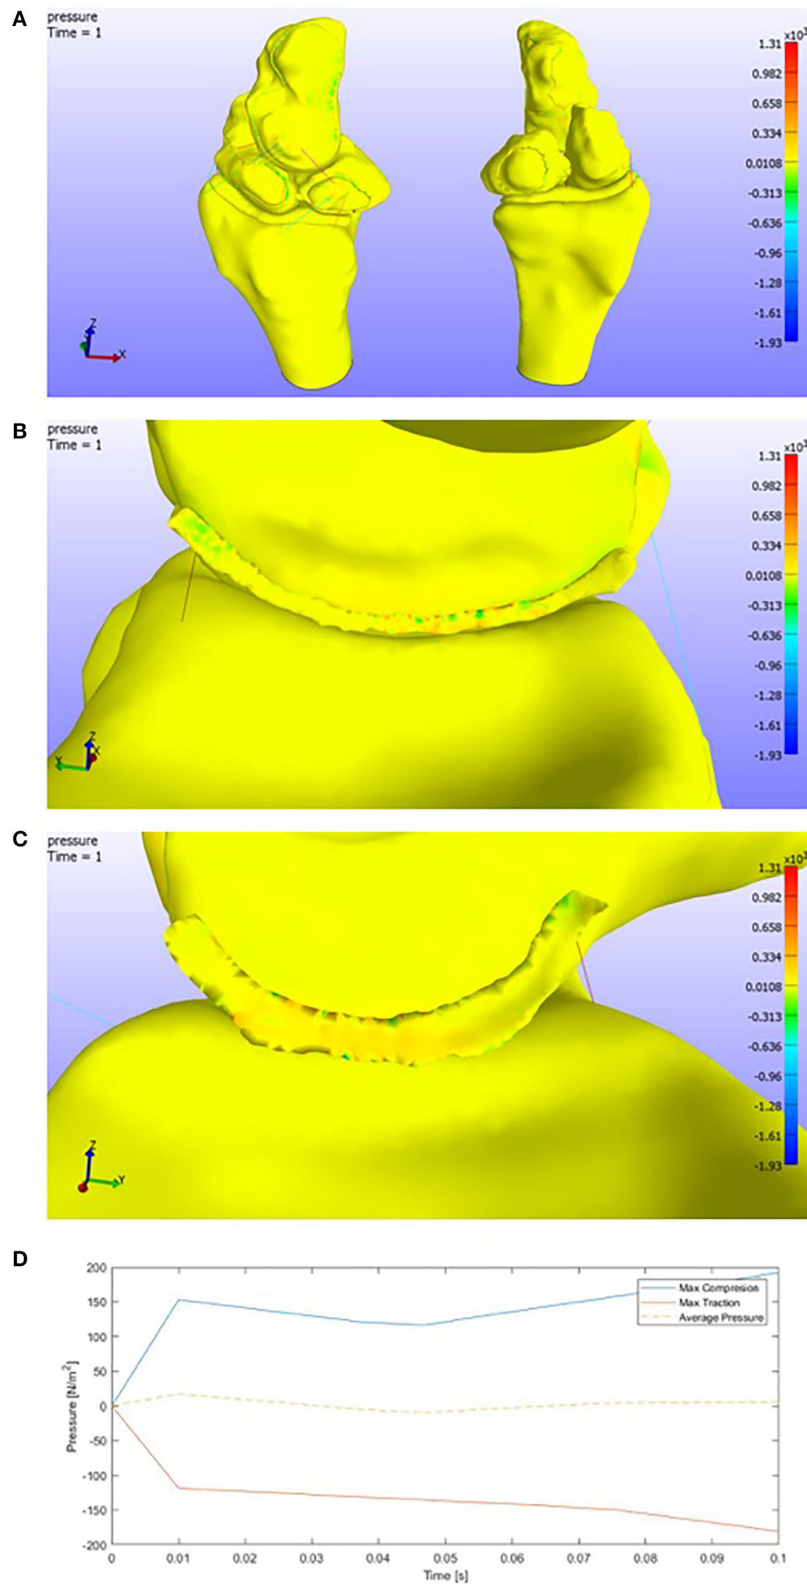 A
pressure
Time = 1
x10³
1.31
0.982
0.658
0.334
0.0108
-0.313
-0.636
-0.96
-1.28
-1.61
-1.93
Z
X
B
pressure
Time = 1
x10³
1.31
0.982
0.658
0.334
0.0108
-0.313
-0.636
-0.96
-1.28
-1.61
-1.93
Z
X
Y
C
pressure
Time = 1
x10³
1.31
0.982
0.658
0.334
0.0108
-0.313
-0.636
-0.96
-1.28
-1.61
-1.93
Z
Y
D
200
150
100
50
0
-50
-100
-150
-200
Pressure [N/m²]
Max Compresion
Max Traction
Average Pressure
0 0.01 0.02 0.03 0.04 0.05 0.06 0.07 0.08 0.09 0.1
Time [s]